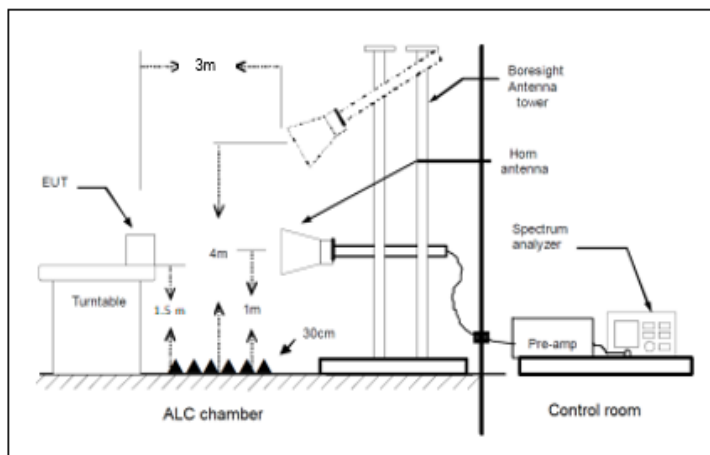 3m
Boresight
Antenna
tower
EUT
Horn
antenna
Spectrum
analyzer
4m
Turntable
1.5 m
1m
30cm
Pre-amp
ALC chamber
Control room